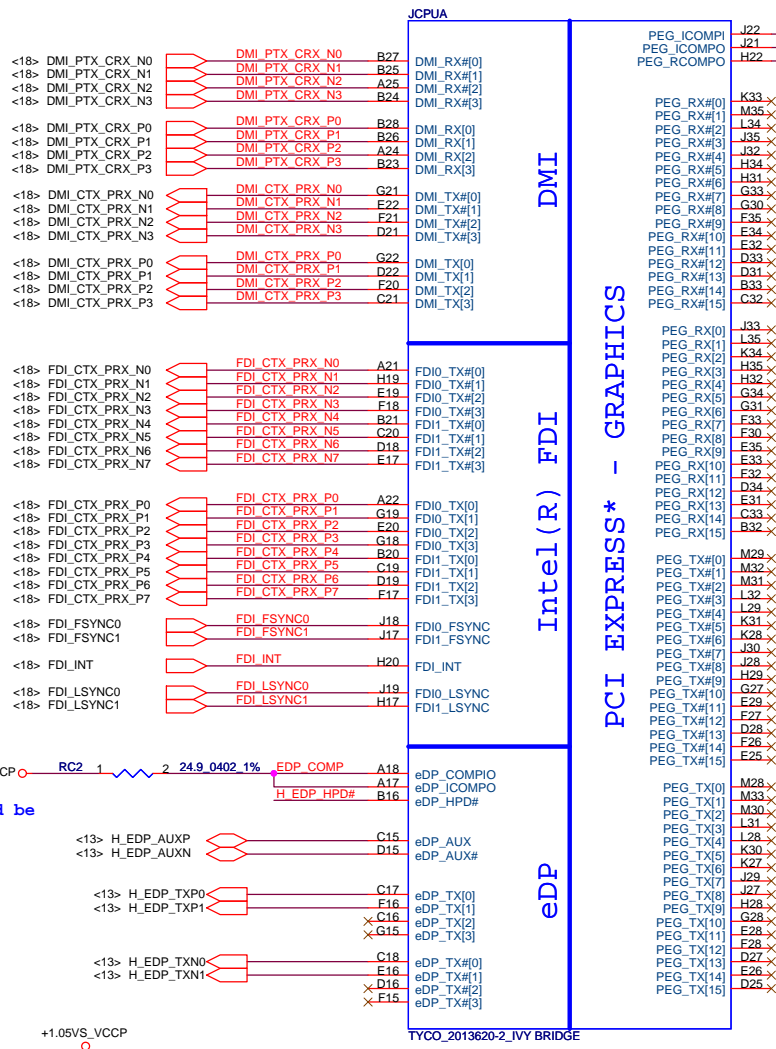 JCPUA
<18> DMI_PTX_CRX_N0 DMI_PTX_CRX_N0 B27 DMI_RX#[0]
<18> DMI_PTX_CRX_N1 DMI_PTX_CRX_N1 B25 DMI_RX#[1]
<18> DMI_PTX_CRX_N2 DMI_PTX_CRX_N2 A25 DMI_RX#[2]
<18> DMI_PTX_CRX_N3 DMI_PTX_CRX_N3 B24 DMI_RX#[3]
<18> DMI_PTX_CRX_P0 DMI_PTX_CRX_P0 B28 DMI_RX[0]
<18> DMI_PTX_CRX_P1 DMI_PTX_CRX_P1 B26 DMI_RX[1]
<18> DMI_PTX_CRX_P2 DMI_PTX_CRX_P2 A24 DMI_RX[2]
<18> DMI_PTX_CRX_P3 DMI_PTX_CRX_P3 B23 DMI_RX[3]
<18> DMI_CTX_PRX_N0 DMI_CTX_PRX_N0 G21 DMI_TX#[0]
<18> DMI_CTX_PRX_N1 DMI_CTX_PRX_N1 E22 DMI_TX#[1]
<18> DMI_CTX_PRX_N2 DMI_CTX_PRX_N2 F21 DMI_TX#[2]
<18> DMI_CTX_PRX_N3 DMI_CTX_PRX_N3 D21 DMI_TX#[3]
<18> DMI_CTX_PRX_P0 DMI_CTX_PRX_P0 G22 DMI_TX[0]
<18> DMI_CTX_PRX_P1 DMI_CTX_PRX_P1 D22 DMI_TX[1]
<18> DMI_CTX_PRX_P2 DMI_CTX_PRX_P2 F20 DMI_TX[2]
<18> DMI_CTX_PRX_P3 DMI_CTX_PRX_P3 C21 DMI_TX[3]
DMI
<18> FDI_CTX_PRX_N0 FDI_CTX_PRX_N0 A21 FDI0_TX#[0]
<18> FDI_CTX_PRX_N1 FDI_CTX_PRX_N1 H19 FDI0_TX#[1]
<18> FDI_CTX_PRX_N2 FDI_CTX_PRX_N2 E19 FDI0_TX#[2]
<18> FDI_CTX_PRX_N3 FDI_CTX_PRX_N3 F18 FDI0_TX#[3]
<18> FDI_CTX_PRX_N4 FDI_CTX_PRX_N4 B21 FDI1_TX#[0]
<18> FDI_CTX_PRX_N5 FDI_CTX_PRX_N5 C20 FDI1_TX#[1]
<18> FDI_CTX_PRX_N6 FDI_CTX_PRX_N6 D18 FDI1_TX#[2]
<18> FDI_CTX_PRX_N7 FDI_CTX_PRX_N7 E17 FDI1_TX#[3]
<18> FDI_CTX_PRX_P0 FDI_CTX_PRX_P0 A22 FDI0_TX[0]
<18> FDI_CTX_PRX_P1 FDI_CTX_PRX_P1 G19 FDI0_TX[1]
<18> FDI_CTX_PRX_P2 FDI_CTX_PRX_P2 E20 FDI0_TX[2]
<18> FDI_CTX_PRX_P3 FDI_CTX_PRX_P3 G18 FDI0_TX[3]
<18> FDI_CTX_PRX_P4 FDI_CTX_PRX_P4 B20 FDI1_TX[0]
<18> FDI_CTX_PRX_P5 FDI_CTX_PRX_P5 C19 FDI1_TX[1]
<18> FDI_CTX_PRX_P6 FDI_CTX_PRX_P6 D19 FDI1_TX[2]
<18> FDI_CTX_PRX_P7 FDI_CTX_PRX_P7 F17 FDI1_TX[3]
<18> FDI_FSYNC0 FDI_FSYNC0 J18 FDI0_FSYNC
<18> FDI_FSYNC1 FDI_FSYNC1 J17 FDI1_FSYNC
<18> FDI_INT FDI_INT H20 FDI_INT
<18> FDI_LSYNC0 FDI_LSYNC0 J19 FDI0_LSYNC
<18> FDI_LSYNC1 FDI_LSYNC1 H17 FDI1_LSYNC
Intel(R) FDI
CP RC2 1 2 24.9_0402_1% EDP_COMP A18 eDP_COMPIO
A17 eDP_ICOMPO
H_EDP_HPD# B16 eDP_HPD#
d be
<13> H_EDP_AUXP C15 eDP_AUX
<13> H_EDP_AUXN D15 eDP_AUX#
<13> H_EDP_TXP0 C17 eDP_TX[0]
<13> H_EDP_TXP1 F16 eDP_TX[1]
C16 eDP_TX[2]
G15 eDP_TX[3]
<13> H_EDP_TXN0 C18 eDP_TX#[0]
<13> H_EDP_TXN1 E16 eDP_TX#[1]
D16 eDP_TX#[2]
F15 eDP_TX#[3]
eDP
PCI EXPRESS* - GRAPHICS
PEG_ICOMPI J22
PEG_ICOMPO J21
PEG_RCOMPO H22
PEG_RX#[0] K33
PEG_RX#[1] M35
PEG_RX#[2] L34
PEG_RX#[3] J35
PEG_RX#[4] J32
PEG_RX#[5] H34
PEG_RX#[6] H31
PEG_RX#[7] G33
PEG_RX#[8] G30
PEG_RX#[9] F35
PEG_RX#[10] E34
PEG_RX#[11] E32
PEG_RX#[12] D33
PEG_RX#[13] D31
PEG_RX#[14] B33
PEG_RX#[15] C32
PEG_RX[0] J33
PEG_RX[1] L35
PEG_RX[2] K34
PEG_RX[3] H35
PEG_RX[4] H32
PEG_RX[5] G34
PEG_RX[6] G31
PEG_RX[7] F33
PEG_RX[8] F30
PEG_RX[9] E35
PEG_RX[10] E33
PEG_RX[11] F32
PEG_RX[12] D34
PEG_RX[13] E31
PEG_RX[14] C33
PEG_RX[15] B32
PEG_TX#[0] M29
PEG_TX#[1] M32
PEG_TX#[2] M31
PEG_TX#[3] L32
PEG_TX#[4] L29
PEG_TX#[5] K31
PEG_TX#[6] K28
PEG_TX#[7] J30
PEG_TX#[8] J28
PEG_TX#[9] H29
PEG_TX#[10] G27
PEG_TX#[11] E29
PEG_TX#[12] F27
PEG_TX#[13] D28
PEG_TX#[14] F26
PEG_TX#[15] E25
PEG_TX[0] M28
PEG_TX[1] M33
PEG_TX[2] M30
PEG_TX[3] L31
PEG_TX[4] L28
PEG_TX[5] K30
PEG_TX[6] K27
PEG_TX[7] J29
PEG_TX[8] J27
PEG_TX[9] H28
PEG_TX[10] G28
PEG_TX[11] E28
PEG_TX[12] F28
PEG_TX[13] D27
PEG_TX[14] E26
PEG_TX[15] D25
TYCO_2013620-2_IVY BRIDGE
+1.05VS_VCCP